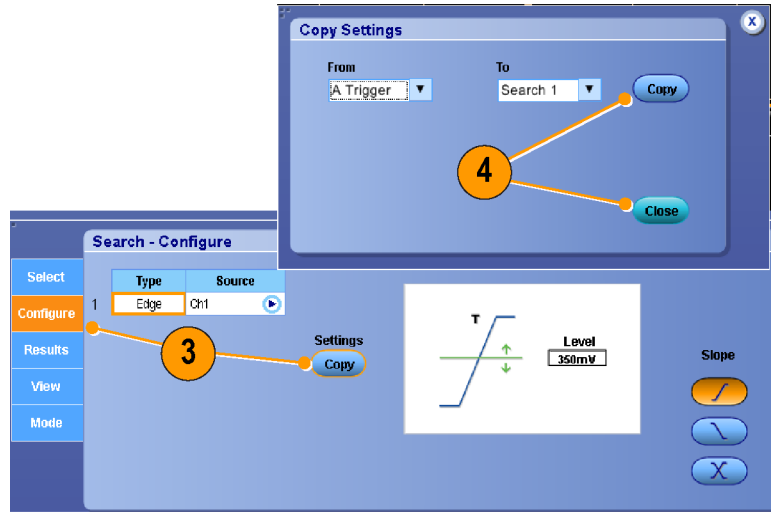 Copy Settings
X
From
To
A Trigger
Search 1
Copy
4
Close
Search - Configure
Select
Type Source
Configure
1 Edge Ch1
3
Settings
Copy
T
Level
350mV
Slope
Results
View
Mode